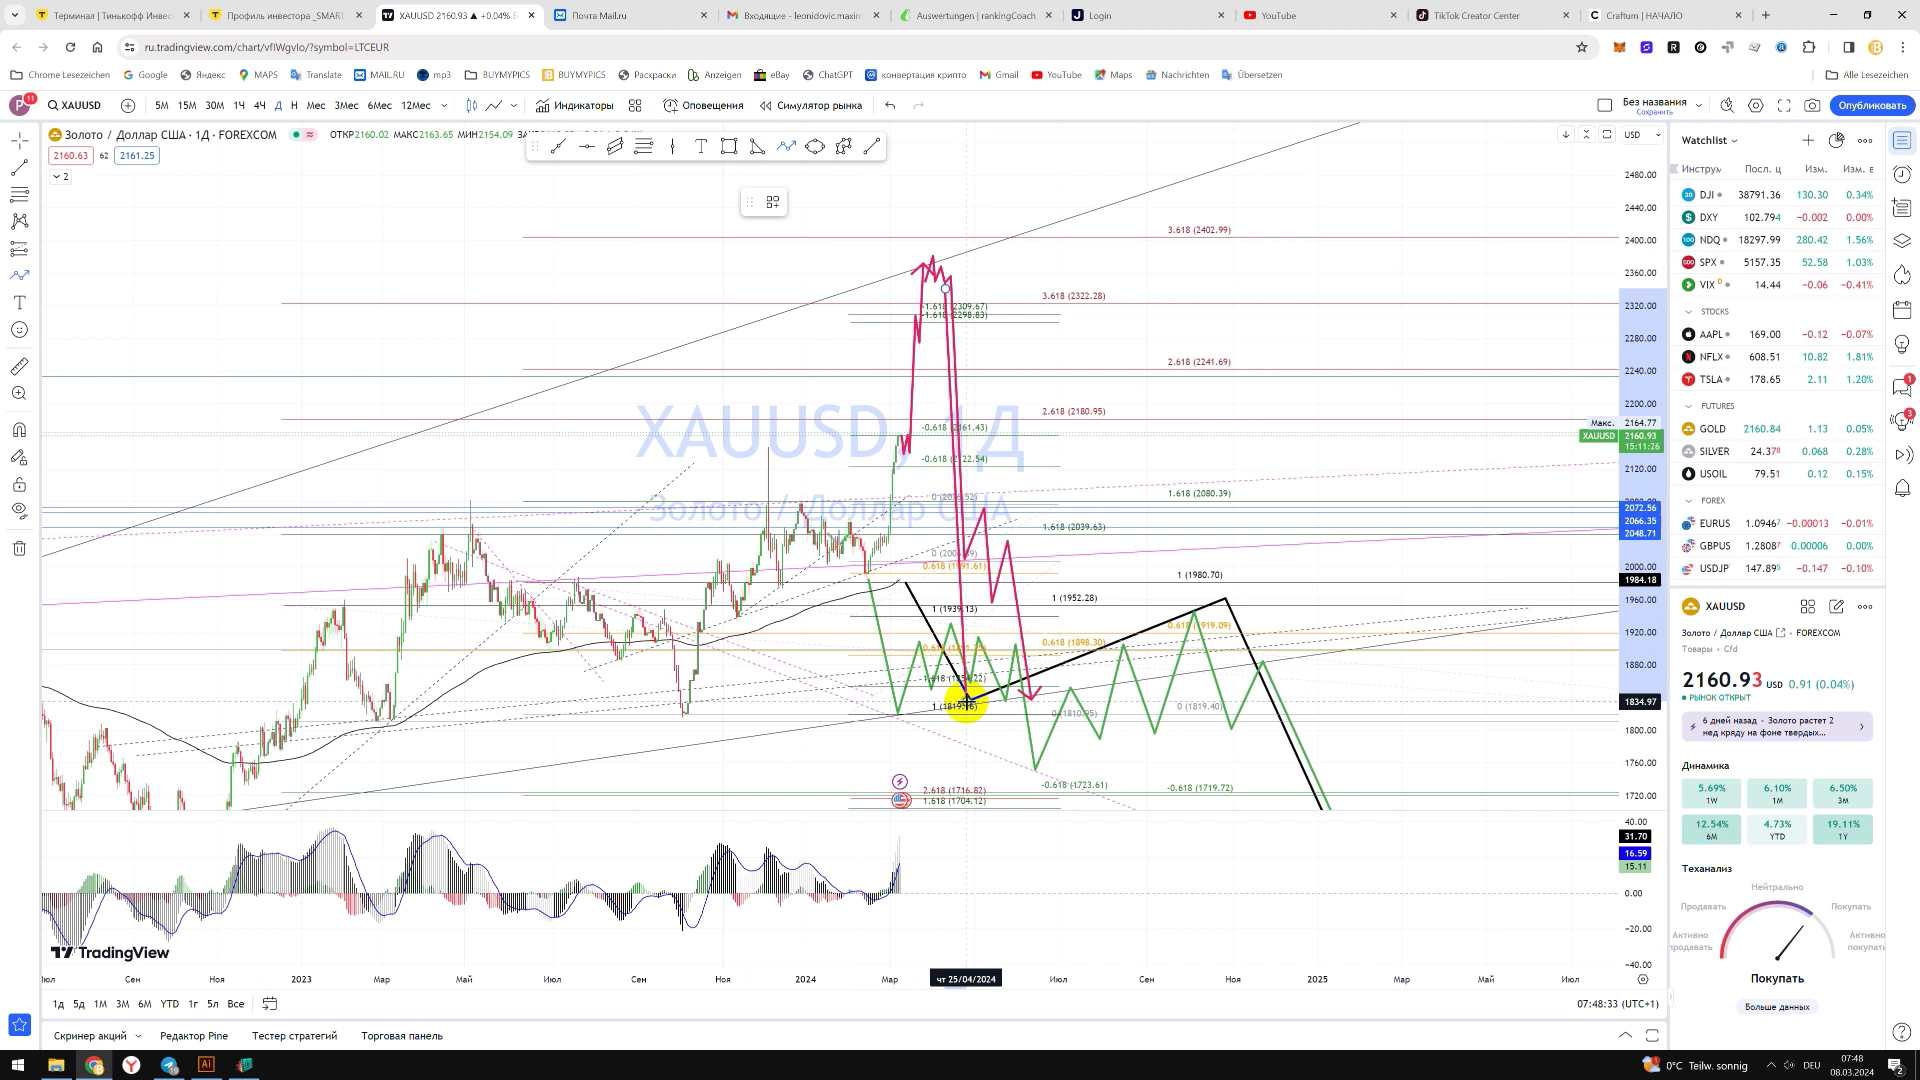 Терминал | Тинькофф Инвес
Профиль инвестора _SMART
XAUUSD 2160.93 ▲ +0.04% Б
Почта Mail.ru
Входящие - leonidovic.maxim
Auswertungen | rankingCoach
Login
YouTube
TikTok Creator Center
Craftum | НАЧАЛО
ru.tradingview.com/chart/vfIWgvIo/?symbol=LTCEUR
Chrome Lesezeichen
Google
Яндекс
MAPS
Translate
MAIL.RU
mp3
BUYMYPICS
BUYMYPICS
Раскраски
Anzeigen
eBay
ChatGPT
конвертация крипто
Gmail
YouTube
Maps
Nachrichten
Übersetzen
Alle Lesezeichen
P 11 XAUUSD
5М 15М 30М 1Ч 4Ч Д Н Мес 3Мес 6Мес 12Мес
Индикаторы
Оповещения
Симулятор рынка
Без названия
Сохранить
Опубликовать
Золото / Доллар США · 1Д · FOREXCOM
ОТКР2160.02 МАКС2163.65 МИН2154.09
2160.63 62 2161.25
2
USD
XAUUSD, 1Д
Золото / Доллар США
3.618 (2402.99)
3.618 (2322.28)
-1.618 (2309.67)
-1.618 (2298.83)
2.618 (2241.69)
2.618 (2180.95)
-0.618 (2161.43)
-0.618 (2122.54)
1.618 (2080.39)
1.618 (2039.63)
0.618 (1991.61)
1 (1980.70)
1 (1952.28)
1 (1939.13)
0.618 (1919.09)
0.618 (1898.30)
0 (1810.95)
0 (1819.40)
-0.618 (1723.61)
-0.618 (1719.72)
2.618 (1716.82)
1.618 (1704.12)
2480.00
2440.00
2400.00
2360.00
2320.00
2280.00
2240.00
2200.00
Макс. 2164.77
XAUUSD 2160.93
15:11:26
2120.00
2072.56
2066.35
2048.71
2000.00
1984.18
1960.00
1920.00
1880.00
1834.97
1800.00
1760.00
1720.00
40.00
31.70
16.59
15.11
0.00
−20.00
−40.00
TradingView
Июл Сен Ноя 2023 Мар Май Июл Сен Ноя 2024 Мар чт 25/04/2024 Июл Сен Ноя 2025 Мар Май Июл
1д 5д 1М 3М 6М YTD 1г 5л Все
07:48:33 (UTC+1)
Скринер акций
Редактор Pine
Тестер стратегий
Торговая панель
Watchlist
Инструм Посл. ц Изм. Изм. в
DJI 38791.36 130.30 0.34%
DXY 102.794 −0.002 0.00%
NDQ 18297.99 280.42 1.56%
SPX 5157.35 52.58 1.03%
VIX D 14.44 −0.06 −0.41%
STOCKS
AAPL 169.00 −0.12 −0.07%
NFLX 608.51 10.82 1.81%
TSLA 178.65 2.11 1.20%
FUTURES
GOLD 2160.84 1.13 0.05%
SILVER 24.378 0.068 0.28%
USOIL 79.51 0.12 0.15%
FOREX
EURUS 1.09467 −0.00013 −0.01%
GBPUS 1.28087 0.00006 0.00%
USDJP 147.895 −0.147 −0.10%
XAUUSD
Золото / Доллар США · FOREXCOM
Товары · Cfd
2160.93 USD 0.91 (0.04%)
РЫНОК ОТКРЫТ
6 дней назад · Золото растет 2
нед кряду на фоне твердых...
Динамика
5.69% 6.10% 6.50%
1W 1M 3M
12.54% 4.73% 19.11%
6M YTD 1Y
Теханализ
Нейтрально
Продавать Покупать
Активно продавать
Активно покупать
Покупать
Больше данных
0°C Teilw. sonnig
DEU
07:48
08.03.2024
2